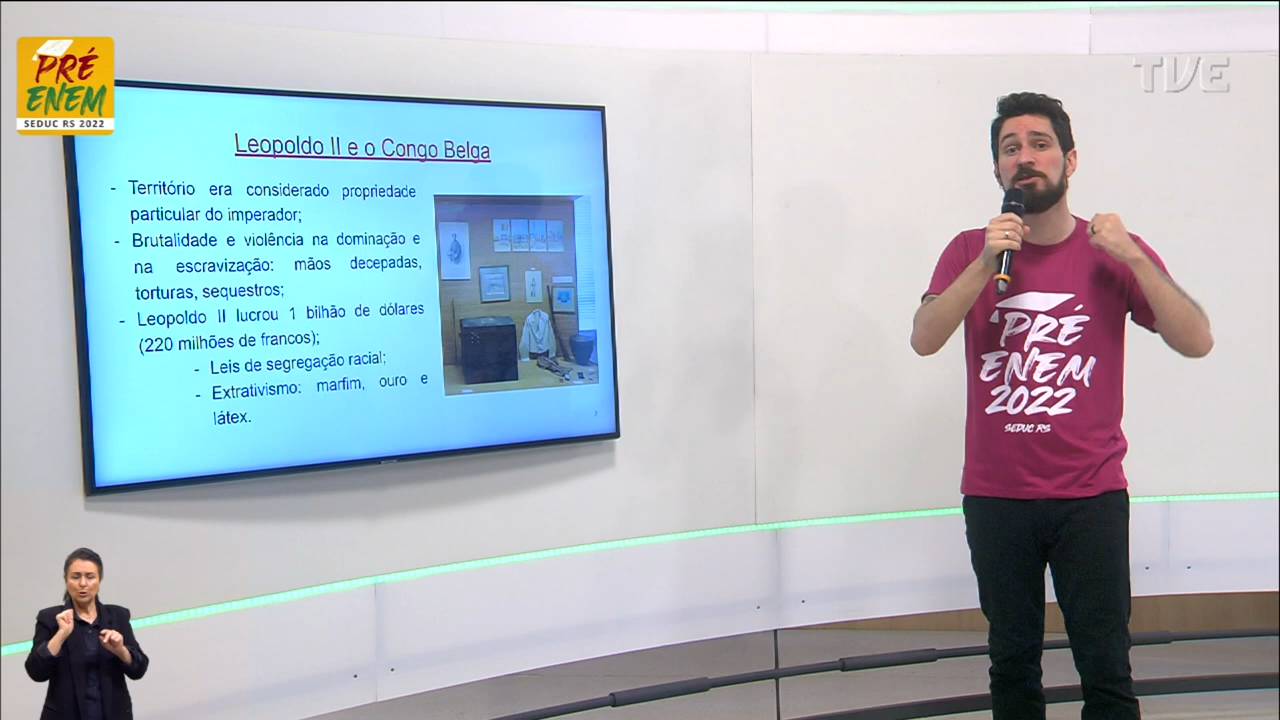 PRÉ
ENEM
SEDUC RS 2022
TVE
Leopoldo II e o Congo Belga
- Território era considerado propriedade
particular do imperador;
- Brutalidade e violência na dominação e
na escravização: mãos decepadas,
torturas, sequestros;
- Leopoldo II lucrou 1 bilhão de dólares
(220 milhões de francos);
- Leis de segregação racial;
- Extrativismo: marfim, ouro e
látex.
PRÉ
ENEM
2022
SEDUC RS